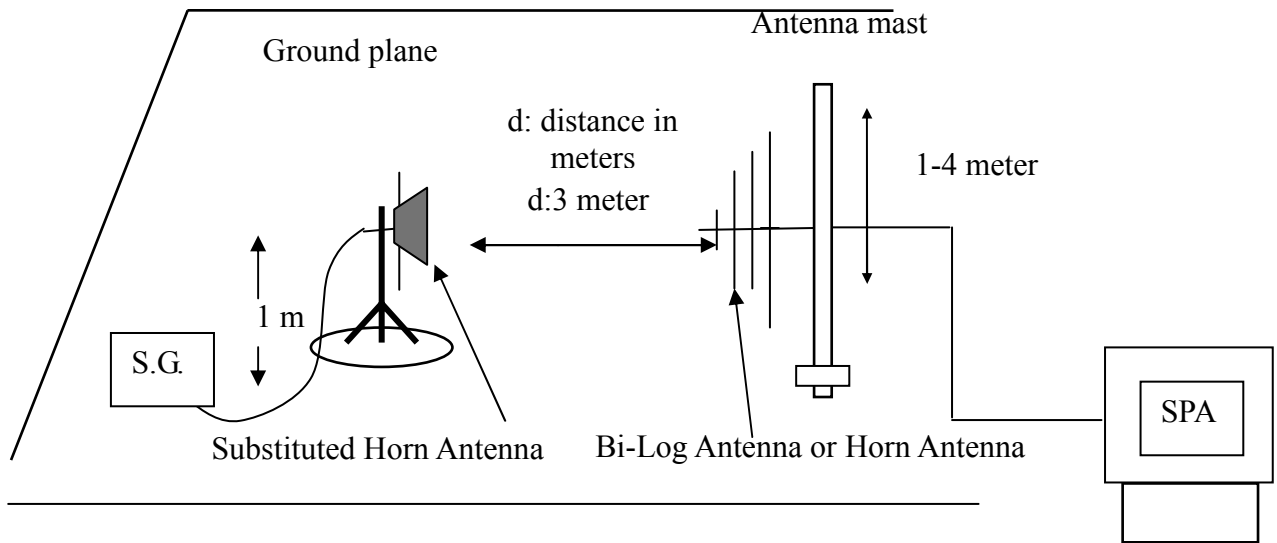 Antenna mast
Ground plane
d: distance in
meters
d:3 meter
1-4 meter
1 m
S.G.
SPA
Substituted Horn Antenna
Bi-Log Antenna or Horn Antenna